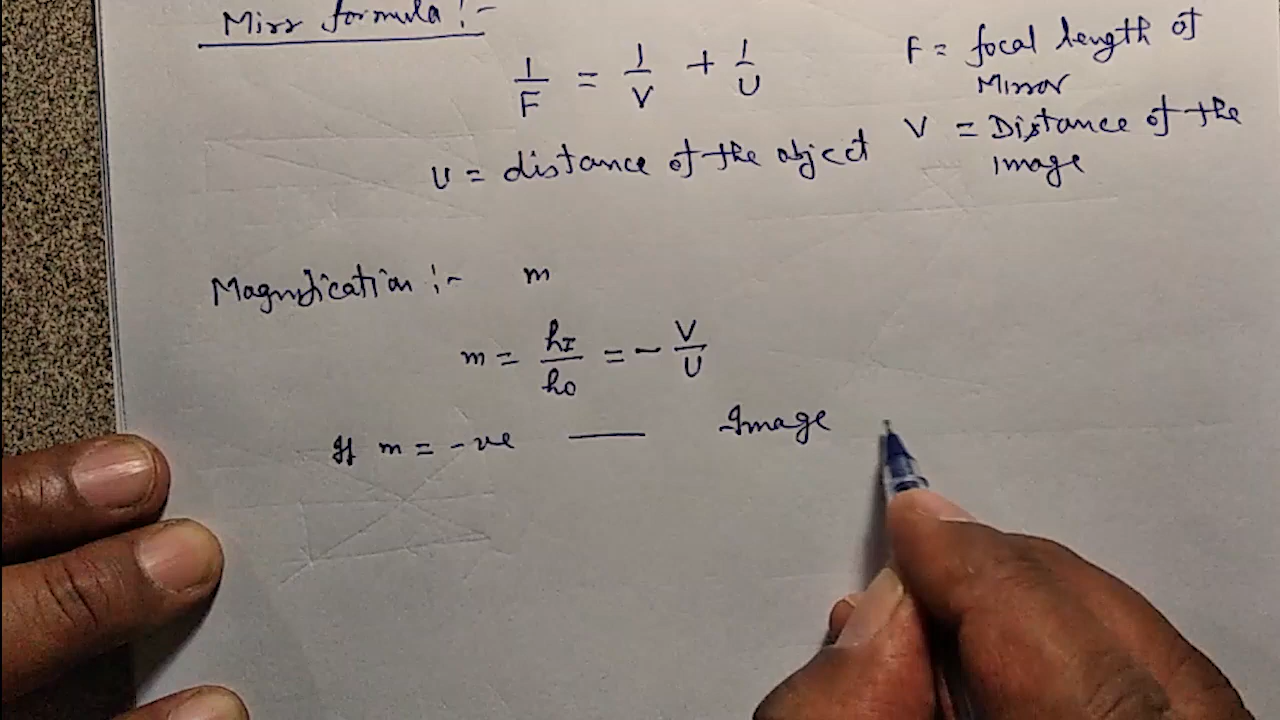 Mirr formula :-
1/F = 1/V + 1/U
F = focal length of
Mirror
V = Distance of the
image
U = distance of the object
Magnification :- m
m = hI/hO = - V/U
If m = -ve — Image